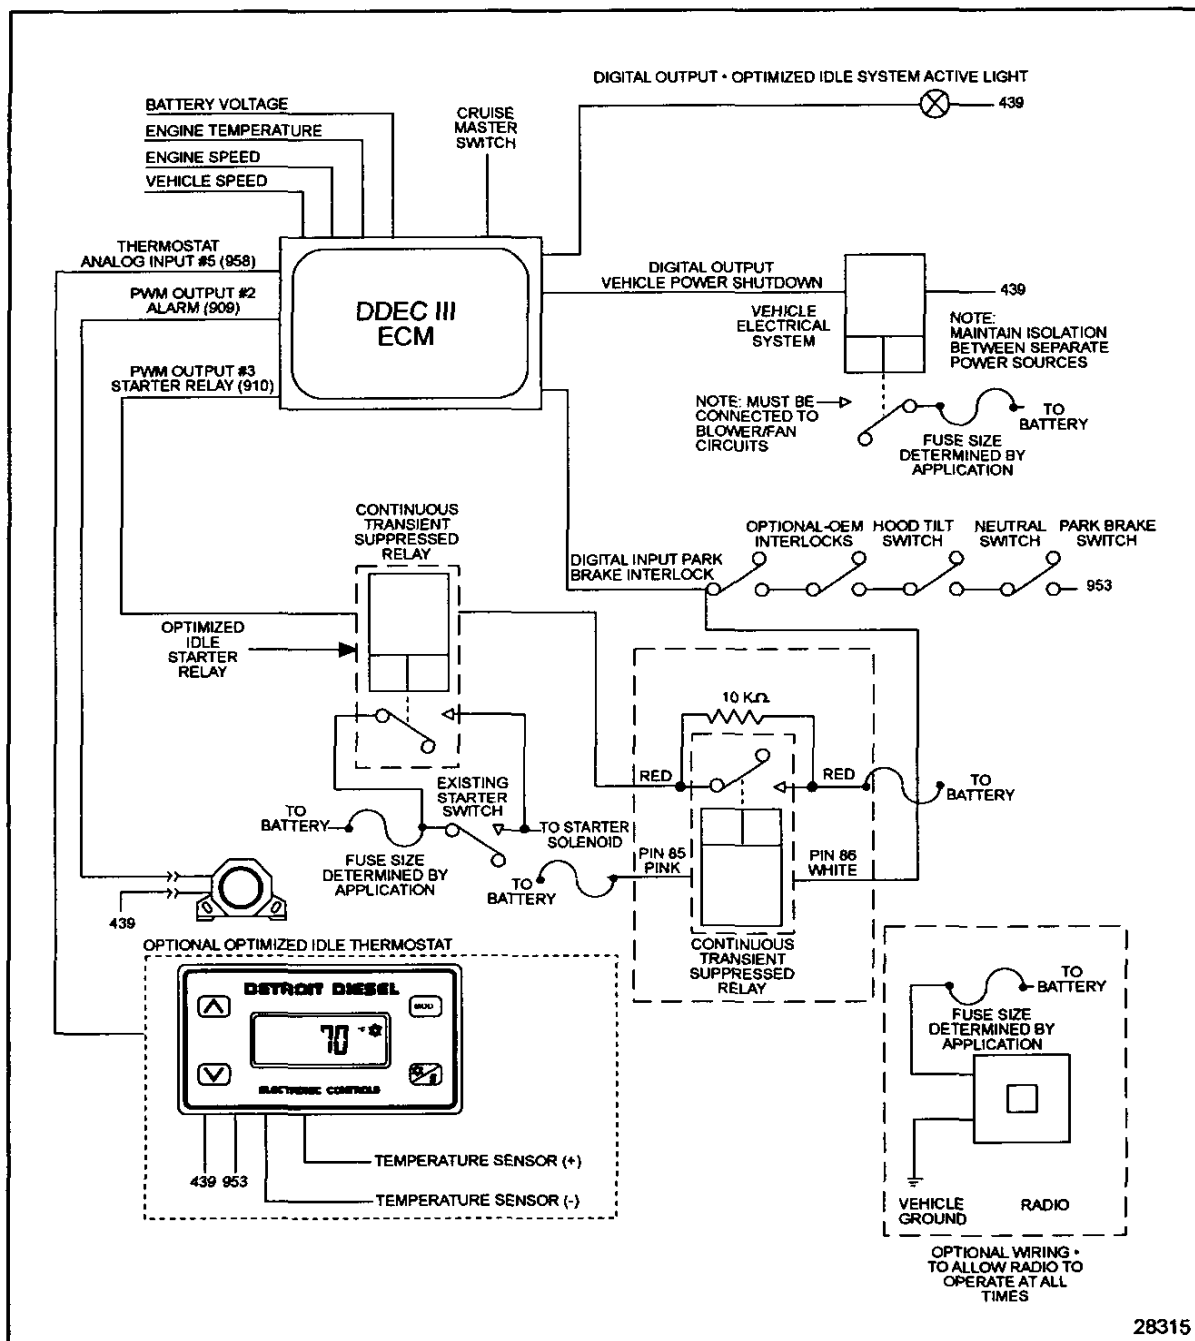 DIGITAL OUTPUT • OPTIMIZED IDLE SYSTEM ACTIVE LIGHT
439
BATTERY VOLTAGE
ENGINE TEMPERATURE
ENGINE SPEED
VEHICLE SPEED
CRUISE
MASTER
SWITCH
THERMOSTAT
ANALOG INPUT #5 (958)
PWM OUTPUT #2
ALARM (909)
PWM OUTPUT #3
STARTER RELAY (910)
DDEC III
ECM
DIGITAL OUTPUT
VEHICLE POWER SHUTDOWN
439
VEHICLE
ELECTRICAL
SYSTEM
NOTE:
MAINTAIN ISOLATION
BETWEEN SEPARATE
POWER SOURCES
NOTE: MUST BE
CONNECTED TO
BLOWER/FAN
CIRCUITS
TO
BATTERY
FUSE SIZE
DETERMINED BY
APPLICATION
CONTINUOUS
TRANSIENT
SUPPRESSED
RELAY
OPTIONAL-OEM
INTERLOCKS
HOOD TILT
SWITCH
NEUTRAL
SWITCH
PARK BRAKE
SWITCH
DIGITAL INPUT PARK
BRAKE INTERLOCK
953
OPTIMIZED
IDLE
STARTER
RELAY
10 KΩ
RED
RED
TO
BATTERY
EXISTING
STARTER
SWITCH
TO
BATTERY
TO STARTER
SOLENOID
FUSE SIZE
DETERMINED BY
APPLICATION
TO
BATTERY
PIN 85
PINK
PIN 86
WHITE
CONTINUOUS
TRANSIENT
SUPPRESSED
RELAY
439
OPTIONAL OPTIMIZED IDLE THERMOSTAT
DETROIT DIESEL
70 °
ELECTRONIC CONTROLS
439 953
TEMPERATURE SENSOR (+)
TEMPERATURE SENSOR (-)
TO
BATTERY
FUSE SIZE
DETERMINED BY
APPLICATION
VEHICLE
GROUND
RADIO
OPTIONAL WIRING •
TO ALLOW RADIO TO
OPERATE AT ALL
TIMES
28315